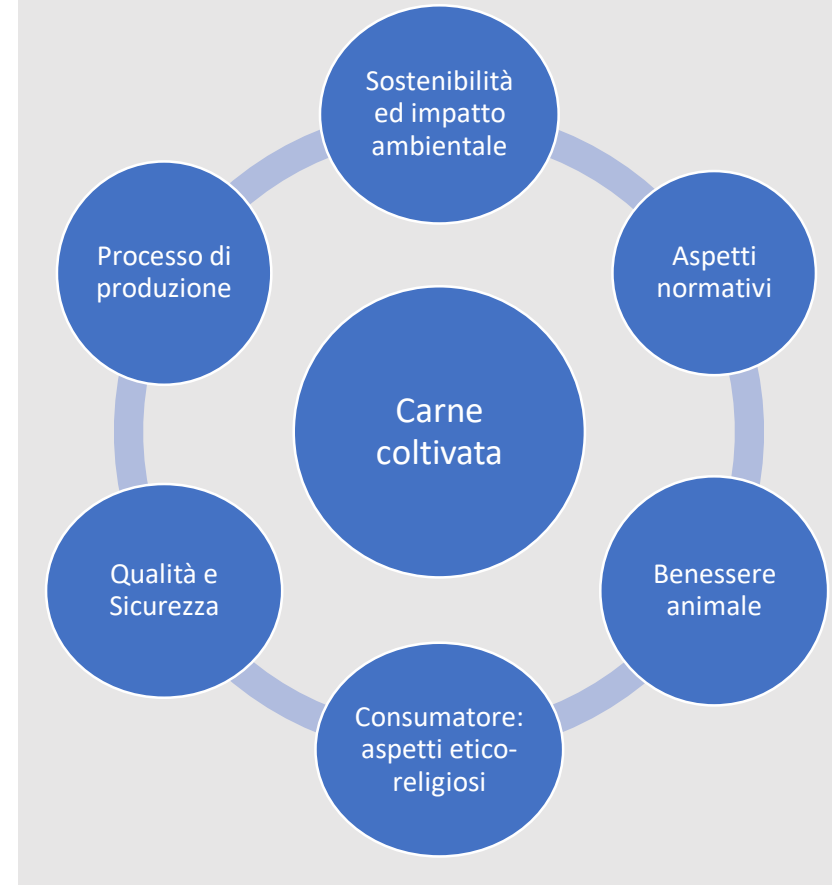 Sostenibilità
ed impatto
ambientale
Aspetti
normativi
Processo di
produzione
Carne
coltivata
Qualità e
Sicurezza
Benessere
animale
Consumatore:
aspetti etico-
religiosi